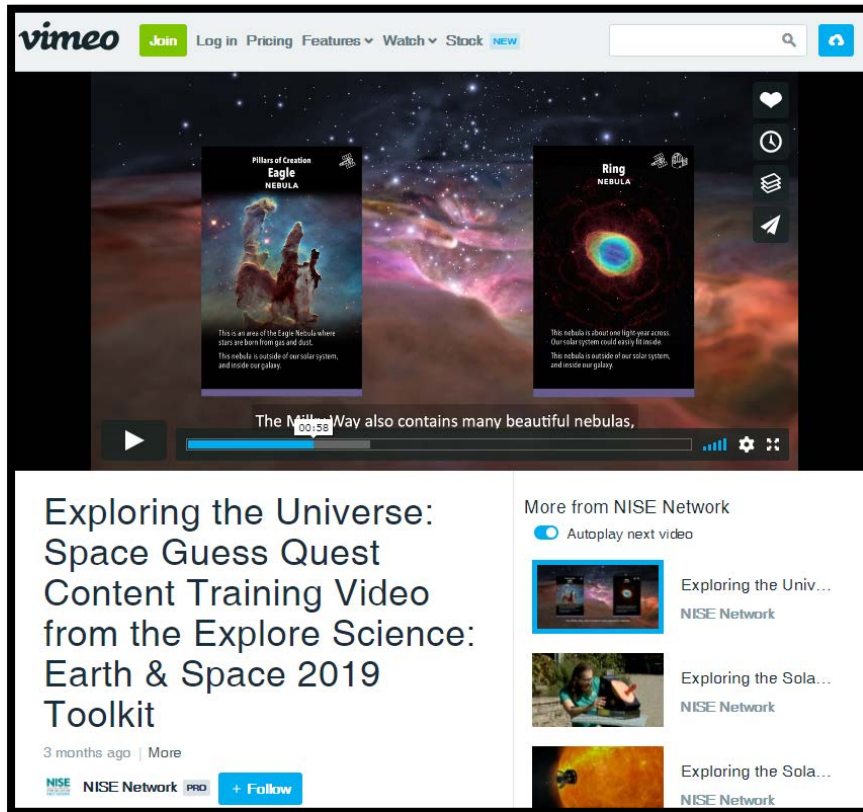 vimeo Join Log in Pricing Features Watch Stock NEW
Pillars of Creation
Eagle
NEBULA
This is an area of the Eagle Nebula where
stars are born from gas and dust.
This nebula is outside of our solar system,
and inside our galaxy.
Ring
NEBULA
This nebula is about one light-year across.
Our solar system could easily fit inside.
This nebula is outside of our solar system,
and inside our galaxy.
The Way also contains many beautiful nebulas,
00:58
Exploring the Universe:
Space Guess Quest
Content Training Video
from the Explore Science:
Earth & Space 2019
Toolkit
3 months ago | More
NISE NISE Network PRO + Follow
More from NISE Network
Autoplay next video
Exploring the Univ...
NISE Network
Exploring the Sola...
NISE Network
Exploring the Sola...
NISE Network